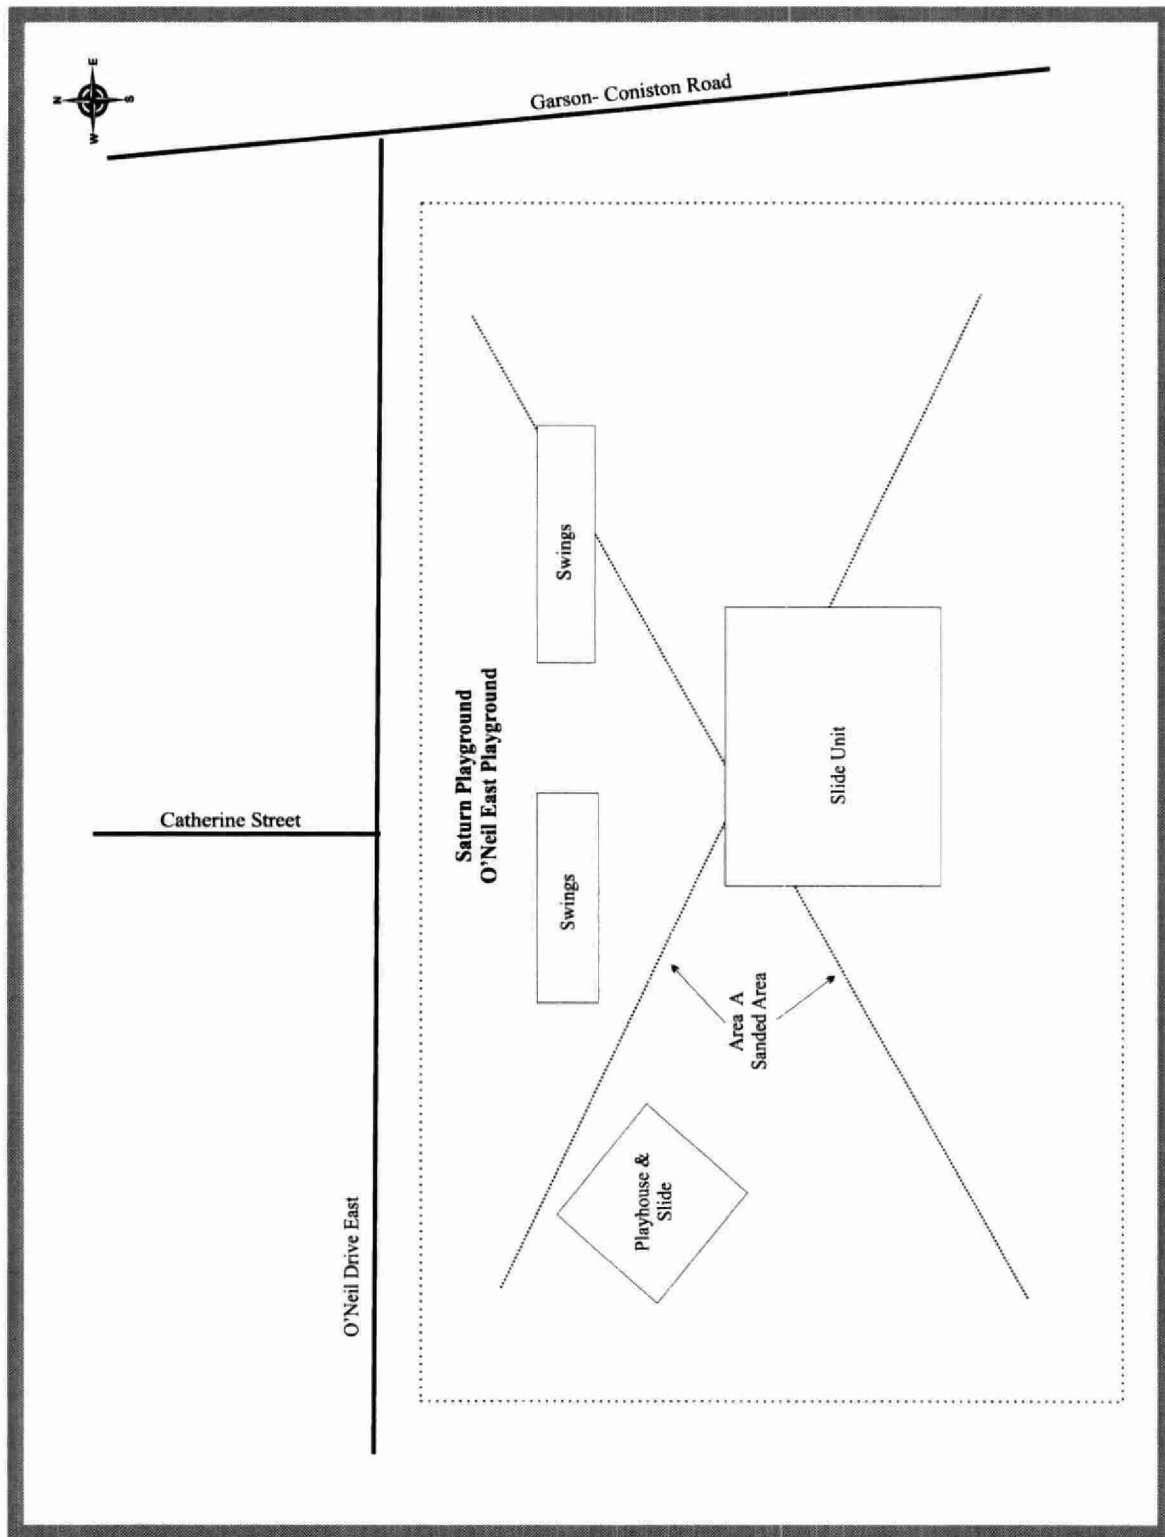 N
E
S
W
Garson- Coniston Road
Catherine Street
O'Neil Drive East
Saturn Playground
O'Neil East Playground
Swings
Swings
Slide Unit
Area A
Sanded Area
Playhouse &
Slide